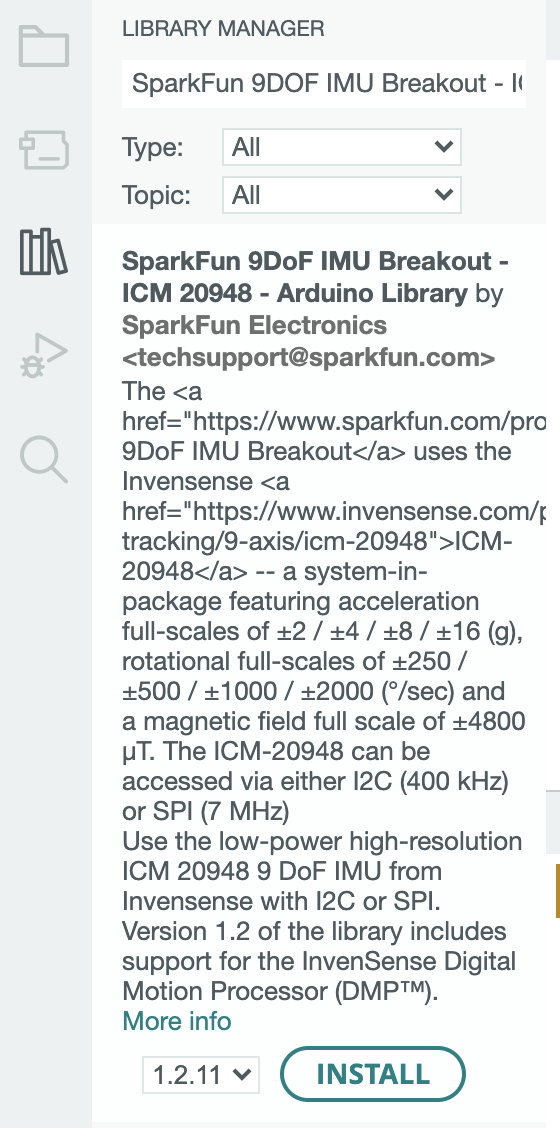 LIBRARY MANAGER
SparkFun 9DOF IMU Breakout -
Type: All
Topic: All
SparkFun 9DoF IMU Breakout -
ICM 20948 - Arduino Library by
SparkFun Electronics
<techsupport@sparkfun.com>
The <a
href="https://www.sparkfun.com/pro
9DoF IMU Breakout</a> uses the
Invensense <a
href="https://www.invensense.com/p
tracking/9-axis/icm-20948">ICM-
20948</a> -- a system-in-
package featuring acceleration
full-scales of ±2 / ±4 / ±8 / ±16 (g),
rotational full-scales of ±250 /
±500 / ±1000 / ±2000 (°/sec) and
a magnetic field full scale of ±4800
µT. The ICM-20948 can be
accessed via either I2C (400 kHz)
or SPI (7 MHz)
Use the low-power high-resolution
ICM 20948 9 DoF IMU from
Invensense with I2C or SPI.
Version 1.2 of the library includes
support for the InvenSense Digital
Motion Processor (DMP™).
More info
1.2.11 INSTALL